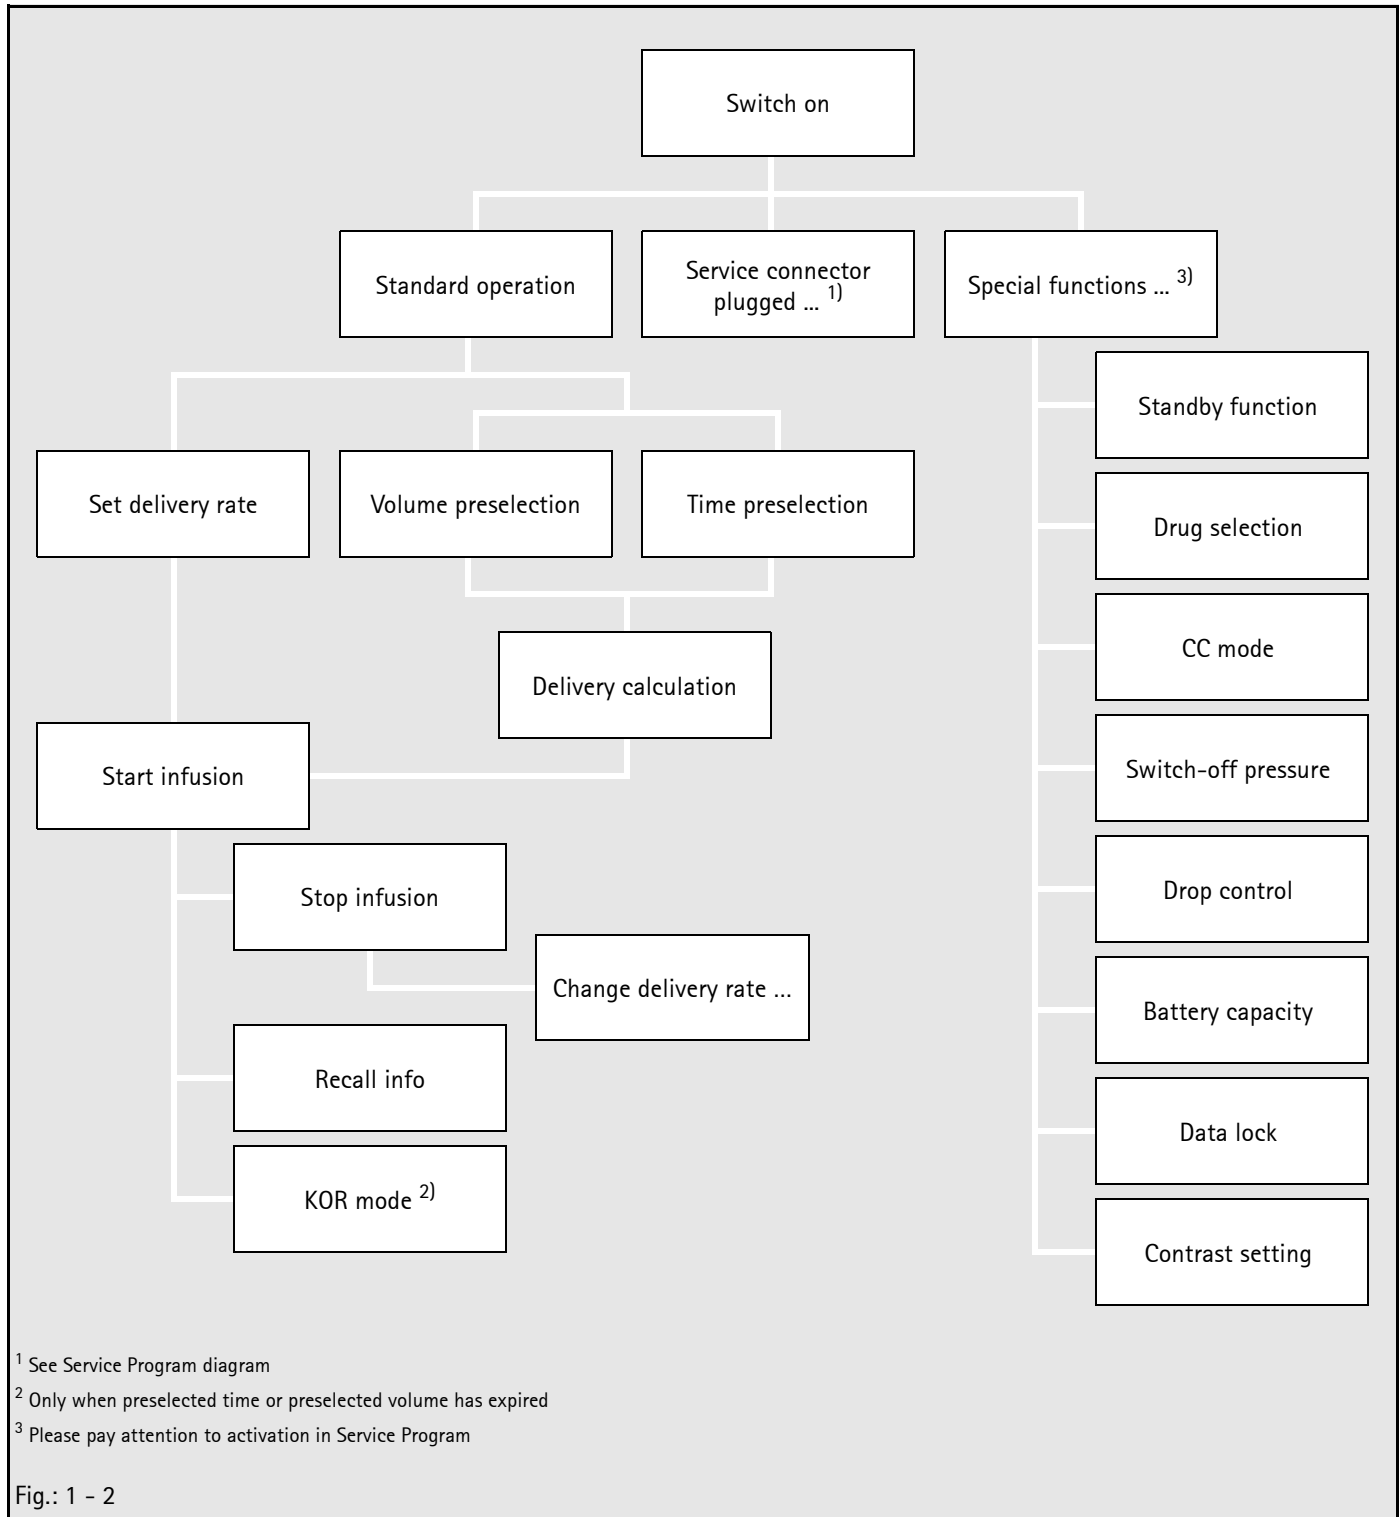 Switch on
Standard operation
Service connector
plugged ... 1)
Special functions ... 3)
Standby function
Set delivery rate
Volume preselection
Time preselection
Drug selection
CC mode
Delivery calculation
Start infusion
Switch-off pressure
Stop infusion
Drop control
Change delivery rate ...
Battery capacity
Recall info
Data lock
KOR mode 2)
Contrast setting
1 See Service Program diagram
2 Only when preselected time or preselected volume has expired
3 Please pay attention to activation in Service Program
Fig.: 1 - 2